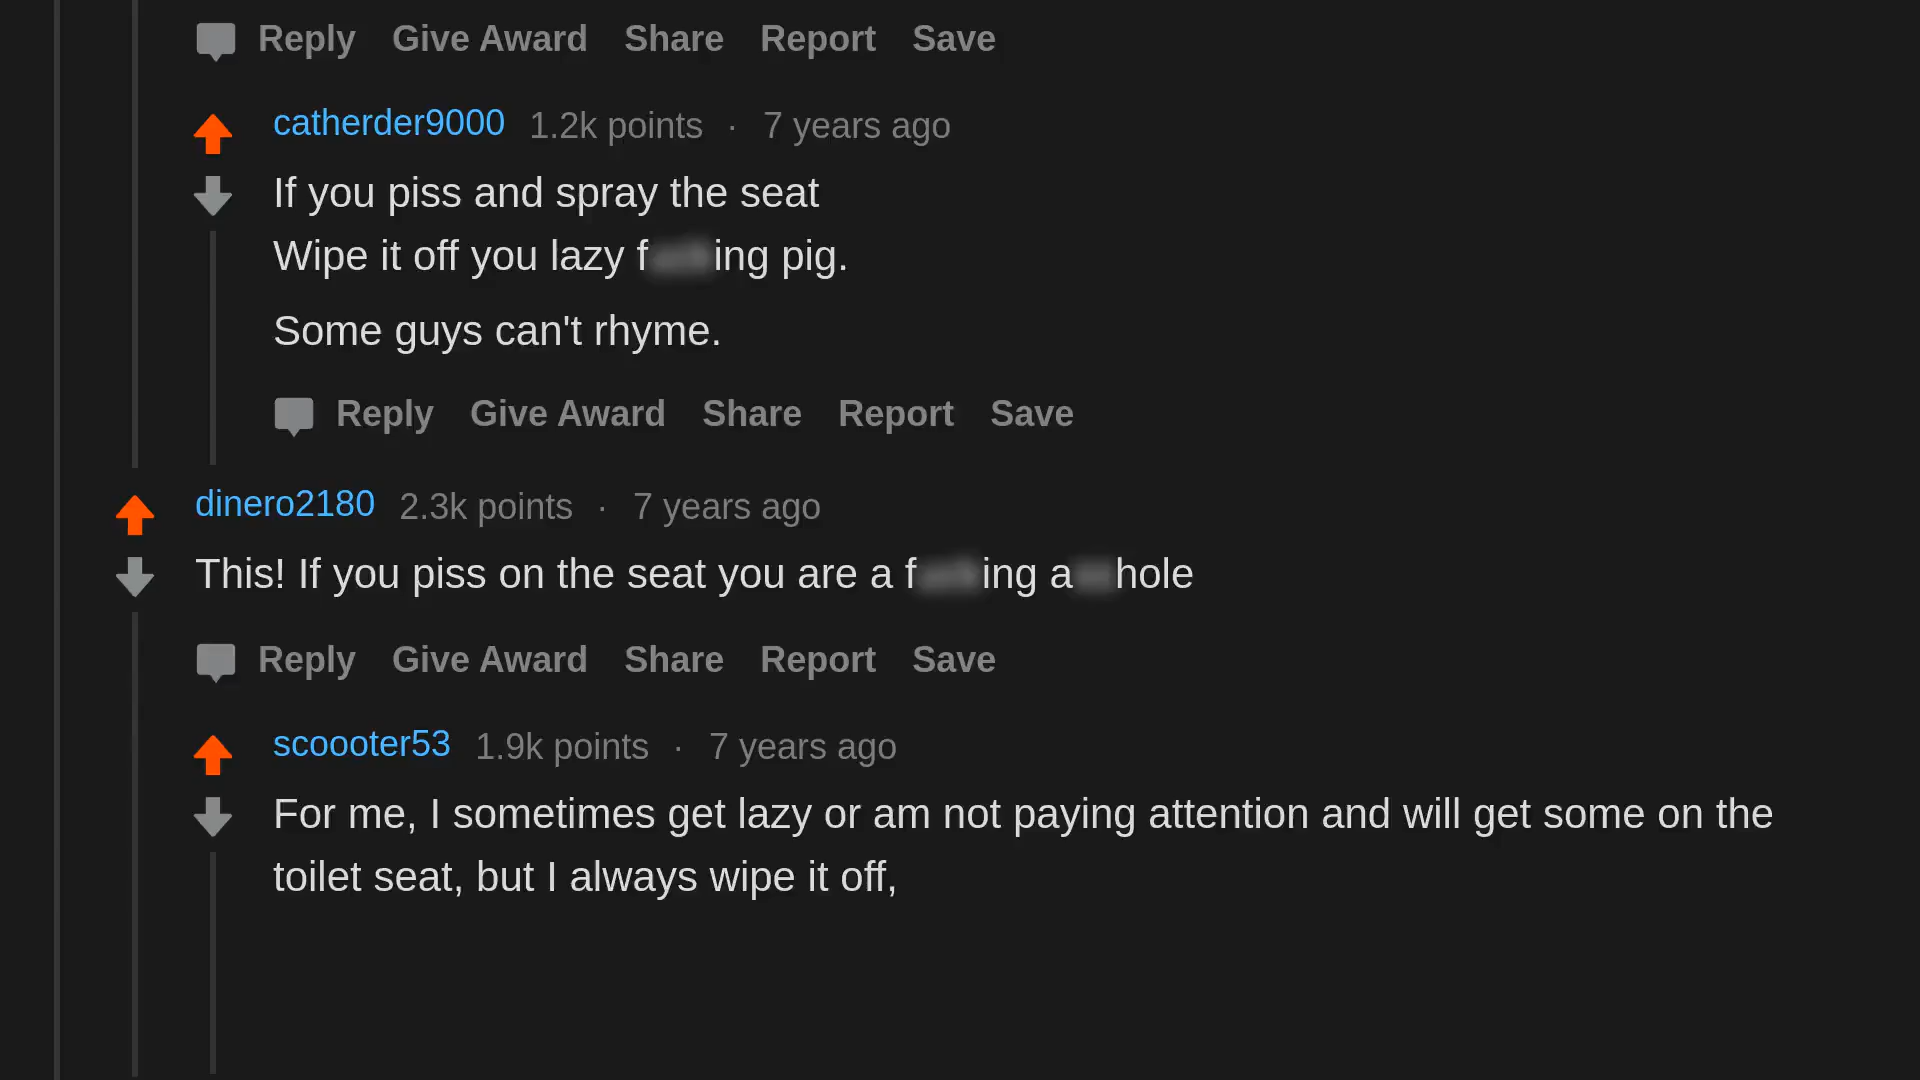 Reply Give Award Share Report Save
catherder9000 1.2k points · 7 years ago
If you piss and spray the seat
Wipe it off you lazy f ing pig.
Some guys can't rhyme.
Reply Give Award Share Report Save
dinero2180 2.3k points · 7 years ago
This! If you piss on the seat you are a f ing a hole
Reply Give Award Share Report Save
scoooter53 1.9k points · 7 years ago
For me, I sometimes get lazy or am not paying attention and will get some on the
toilet seat, but I always wipe it off,